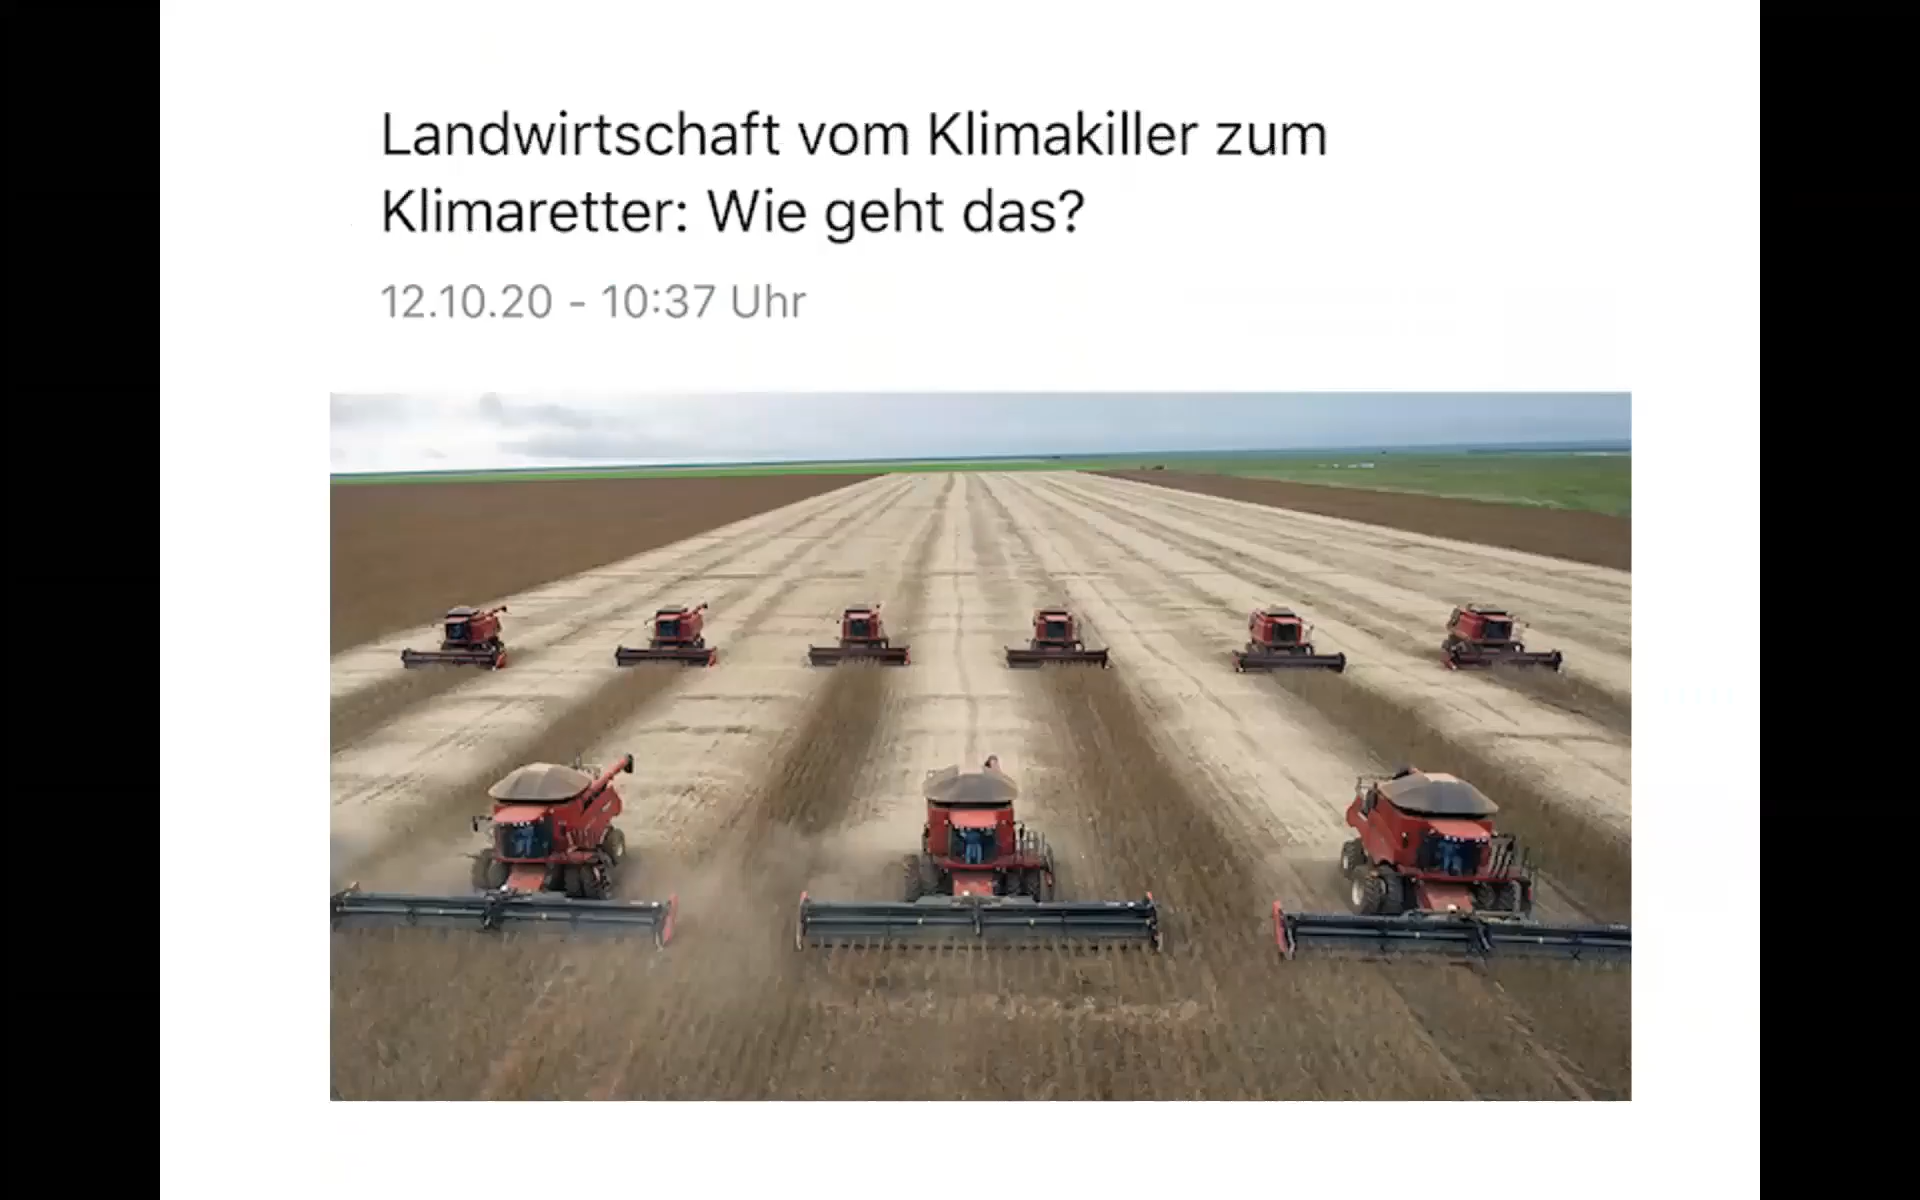 Landwirtschaft vom Klimakiller zum
Klimaretter: Wie geht das?
12.10.20 - 10:37 Uhr